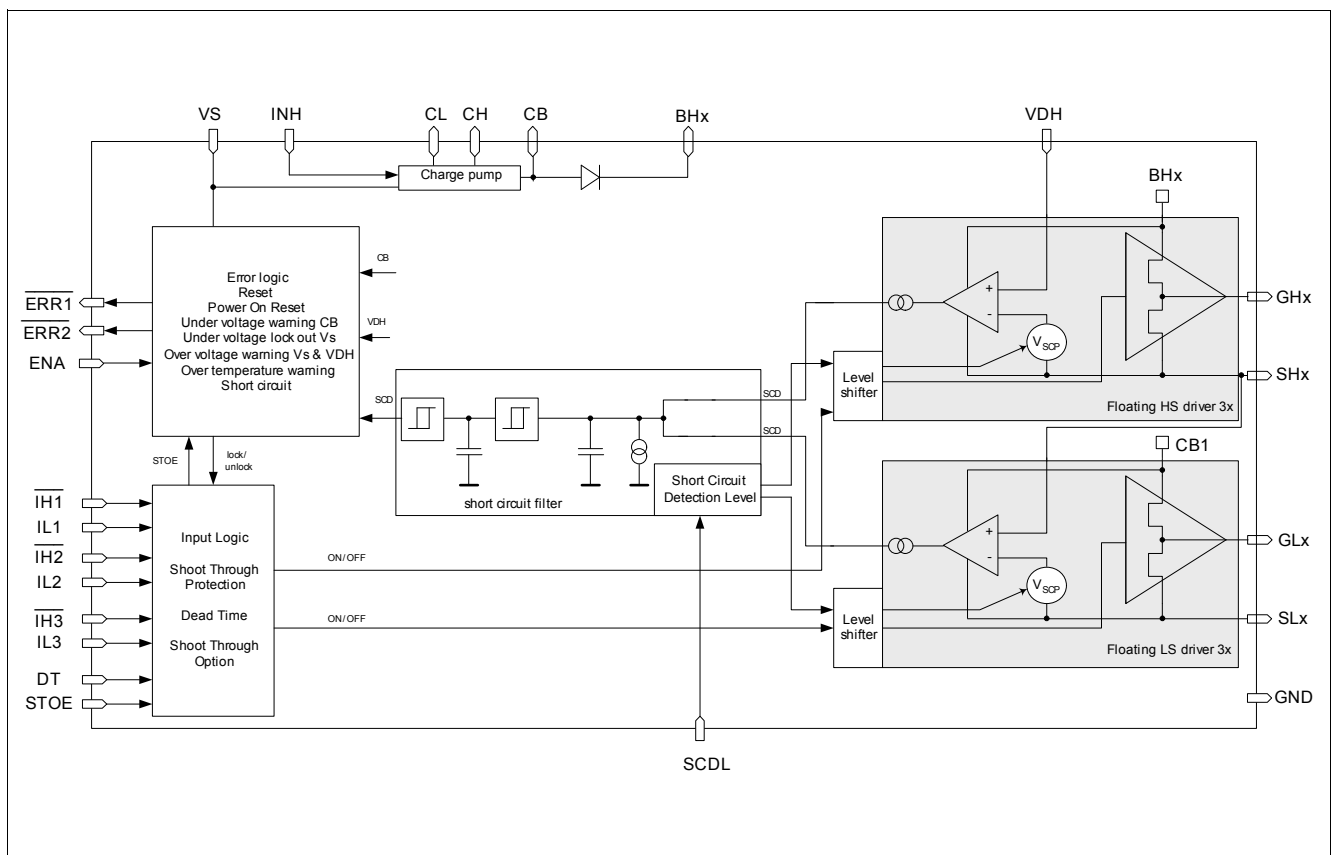 VS
INH
CL
CH
CB
BHx
VDH
Charge pump
BHx
Error logic
Reset
Power On Reset
Under voltage warning CB
Under voltage lock out Vs
Over voltage warning Vs & VDH
Over temperature warning
Short circuit
CB
VDH
ERR1
ERR2
ENA
+
-
VSCP
GHx
SHx
Level
shifter
Floating HS driver 3x
SCD
SCD
SCD
Short Circuit
Detection Level
short circuit filter
STOE
lock/
unlock
CB1
IH1
IL1
IH2
IL2
IH3
IL3
DT
STOE
Input Logic
Shoot Through
Protection
Dead Time
Shoot Through
Option
ON/OFF
ON/OFF
+
-
VSCP
GLx
SLx
Level
shifter
Floating LS driver 3x
GND
SCDL